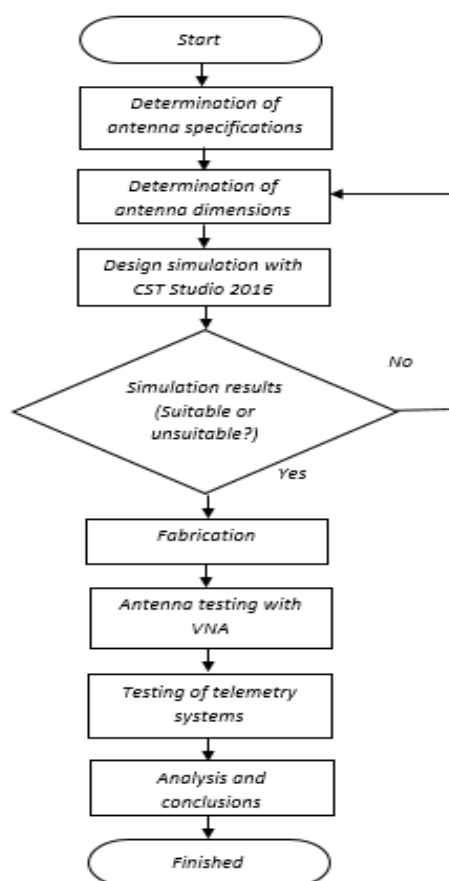 Start
Determination of
antenna specifications
Determination of
antenna dimensions
Design simulation with
CST Studio 2016
Simulation results
(Suitable or
unsuitable?)
No
Yes
Fabrication
Antenna testing with
VNA
Testing of telemetry
systems
Analysis and
conclusions
Finished